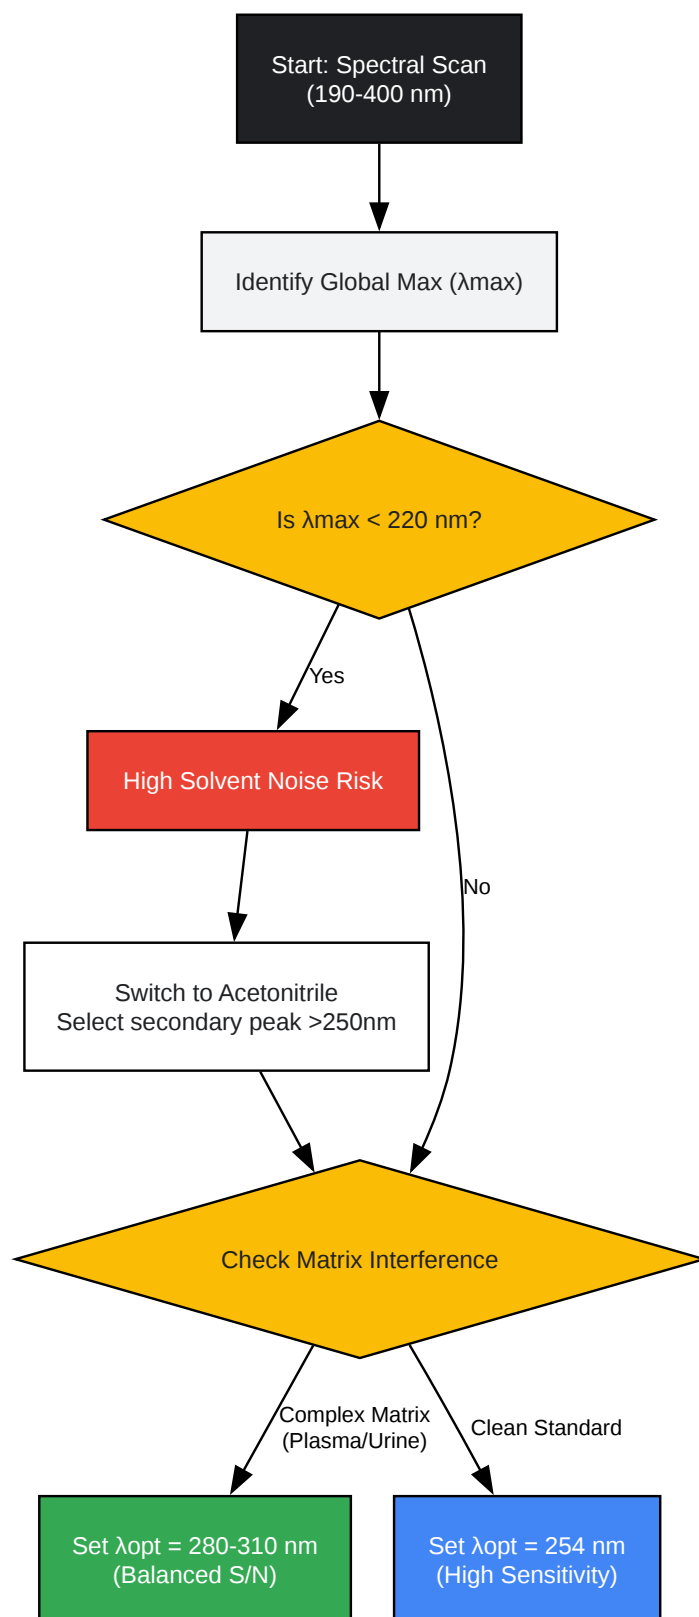 Start: Spectral Scan
(190-400 nm)
Identify Global Max (λmax)
Is λmax < 220 nm?
Yes
High Solvent Noise Risk
No
Switch to Acetonitrile
Select secondary peak >250nm
Check Matrix Interference
Complex Matrix
(Plasma/Urine)
Clean Standard
Set λopt = 280-310 nm
(Balanced S/N)
Set λopt = 254 nm
(High Sensitivity)